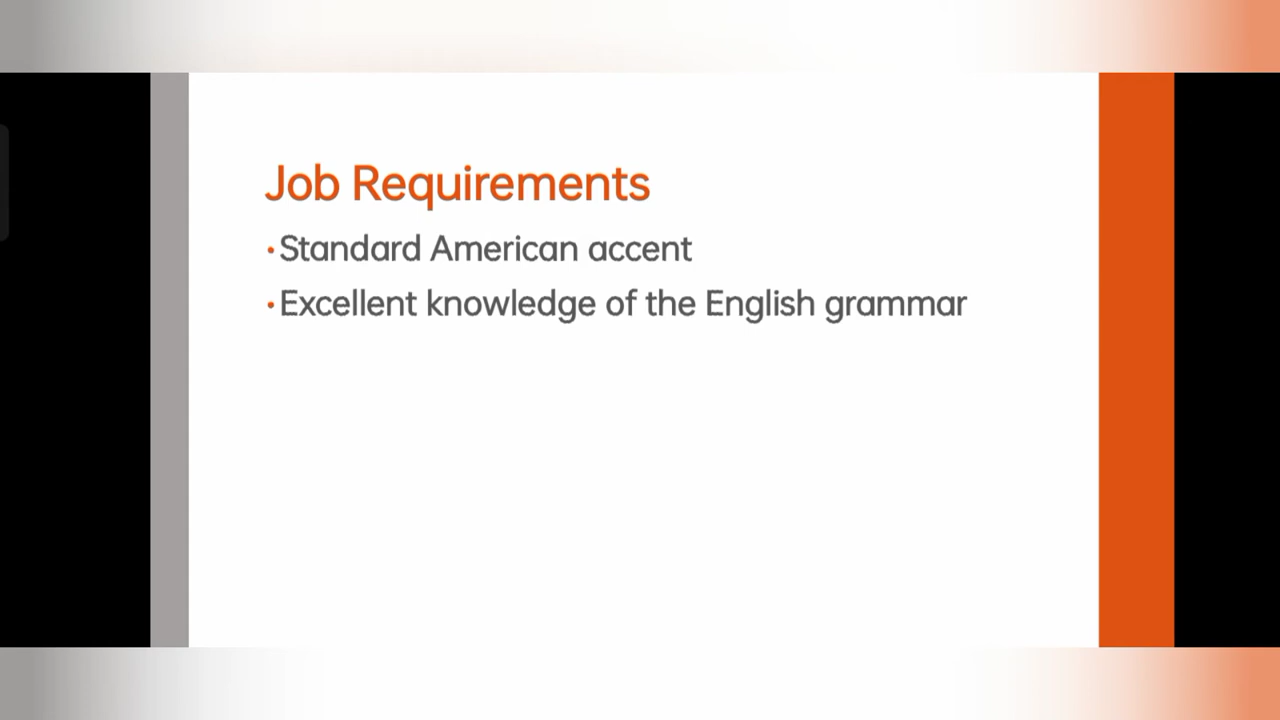 Job Requirements
•Standard American accent
•Excellent knowledge of the English grammar